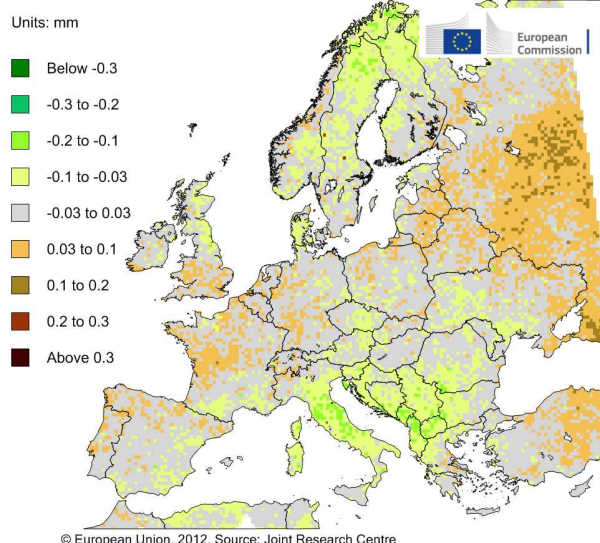 Units: mm
European
Commission
Below -0.3
-0.3 to -0.2
-0.2 to -0.1
-0.1 to -0.03
-0.03 to 0.03
0.03 to 0.1
0.1 to 0.2
0.2 to 0.3
Above 0.3
© European Union, 2012. Source: Joint Research Centre